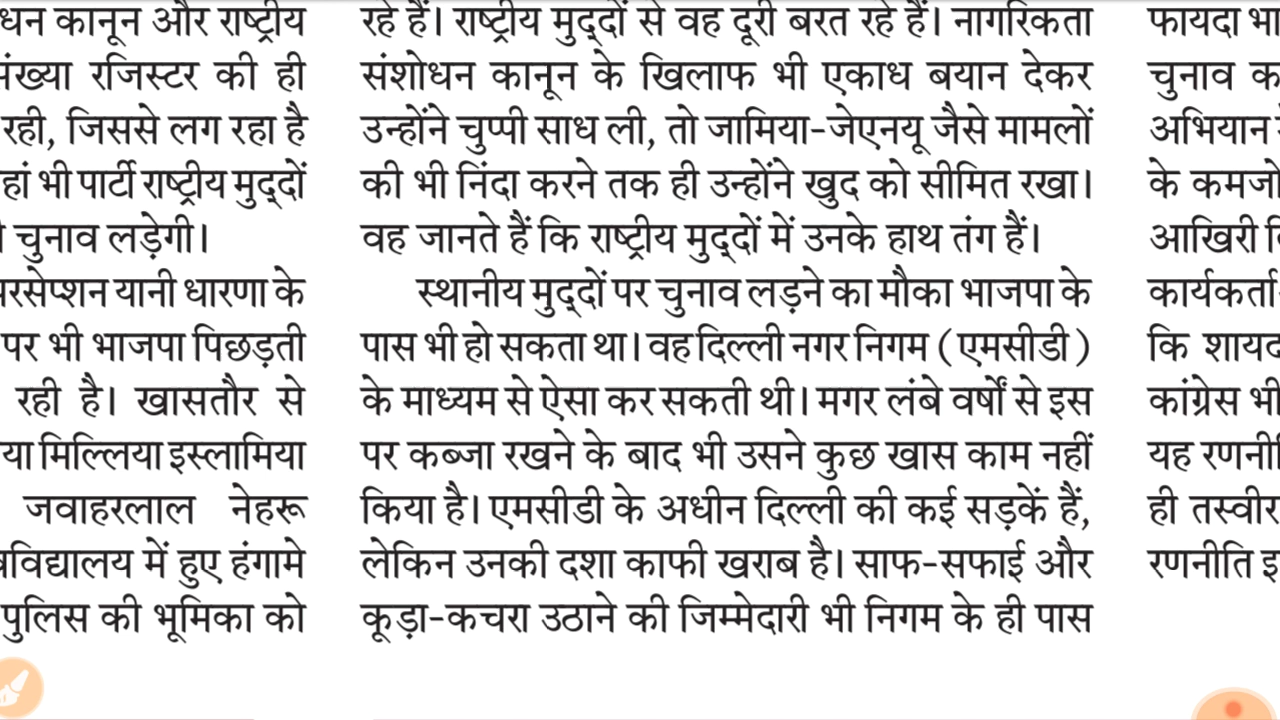 धन कानून और राष्ट्रीय
संख्या रजिस्टर की ही
रही, जिससे लग रहा है
हां भी पार्टी राष्ट्रीय मुद्दों
चुनाव लड़ेगी।
परसेप्शन यानी धारणा के
पर भी भाजपा पिछड़ती
रही है। खासतौर से
या मिल्लिया इस्लामिया
जवाहरलाल नेहरू
विद्यालय में हुए हंगामे
पुलिस की भूमिका को
रहे हैं। राष्ट्रीय मुद्दों से वह दूरी बरत रहे हैं। नागरिकता
संशोधन कानून के खिलाफ भी एकाध बयान देकर
उन्होंने चुप्पी साध ली, तो जामिया-जेएनयू जैसे मामलों
की भी निंदा करने तक ही उन्होंने खुद को सीमित रखा।
वह जानते हैं कि राष्ट्रीय मुद्दों में उनके हाथ तंग हैं।
स्थानीय मुद्दों पर चुनाव लड़ने का मौका भाजपा के
पास भी हो सकता था। वह दिल्ली नगर निगम (एमसीडी)
के माध्यम से ऐसा कर सकती थी। मगर लंबे वर्षों से इस
पर कब्जा रखने के बाद भी उसने कुछ खास काम नहीं
किया है। एमसीडी के अधीन दिल्ली की कई सड़कें हैं,
लेकिन उनकी दशा काफी खराब है। साफ-सफाई और
कूड़ा-कचरा उठाने की जिम्मेदारी भी निगम के ही पास
फायदा भा
चुनाव क
अभियान
के कमजो
आखिरी
कार्यकर्ता
कि शायद
कांग्रेस भी
यह रणनी
ही तस्वीर
रणनीति इ